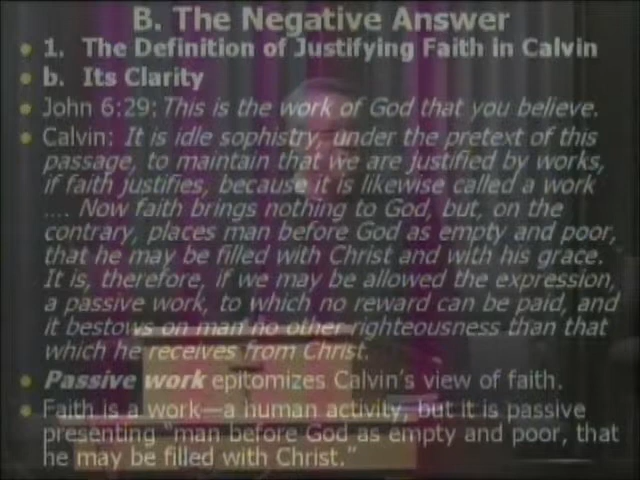 B. The Negative Answer
1. The Definition of Justifying Faith in Calvin
b. Its Clarity
John 6:29: This is the work of God that you believe.
Calvin: It is idle sophistry, under the pretext of this
passage, to maintain that we are justified by works,
if faith justifies, because it is likewise called a work
.... Now faith brings nothing to God, but, on the
contrary, places man before God as empty and poor,
that he may be filled with Christ and with his grace.
It is, therefore, if we may be allowed the expression,
a passive work, to which no reward can be paid, and
it bestows on man no other righteousness than that
which he receives from Christ.
Passive work epitomizes Calvin's view of faith.
Faith is a work—a human activity, but it is passive
presenting "man before God as empty and poor, that
he may be filled with Christ."